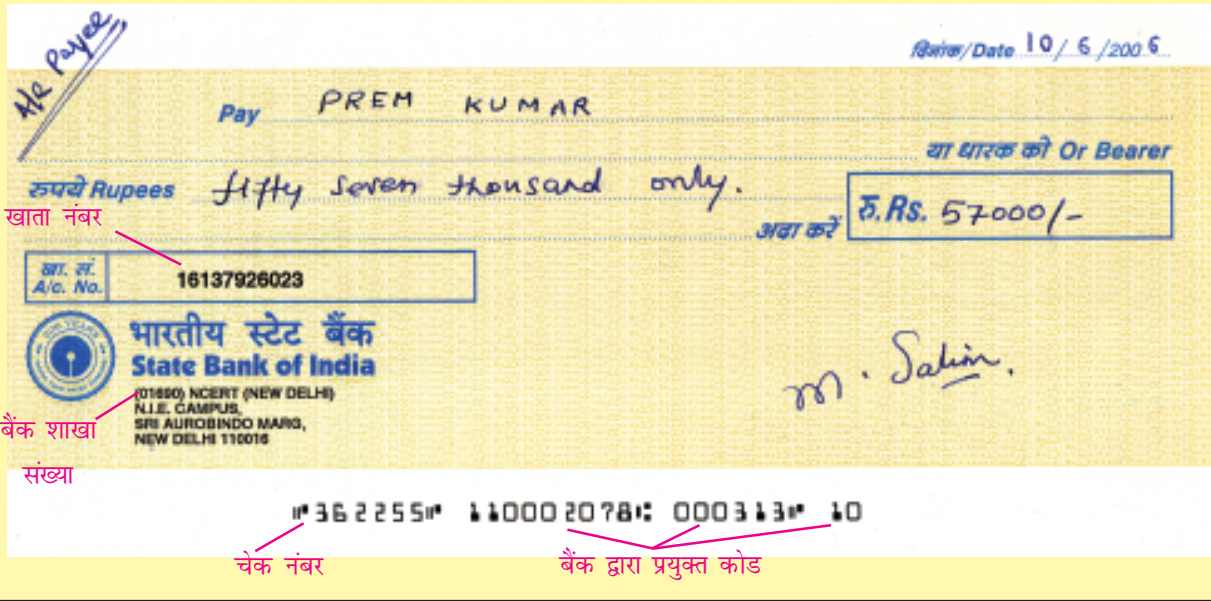 A/c Payee
दिनांक/Date 10/6/2006
Pay PREM KUMAR
या धारक को Or Bearer
रुपये Rupees fifty seven thousand only.
अदा करें रु.Rs. 57000/-
खाता नंबर
खा. सं. A/c. No. 16137926023
भारतीय स्टेट बैंक
State Bank of India
(01690) NCERT (NEW DELHI)
N.I.E. CAMPUS,
SRI AUROBINDO MARG,
NEW DELHI 110016
बैंक शाखा
संख्या
M. Salim.
⑈362255⑈ 110002078⑆ 000313⑈ 10
चेक नंबर
बैंक द्वारा प्रयुक्त कोड